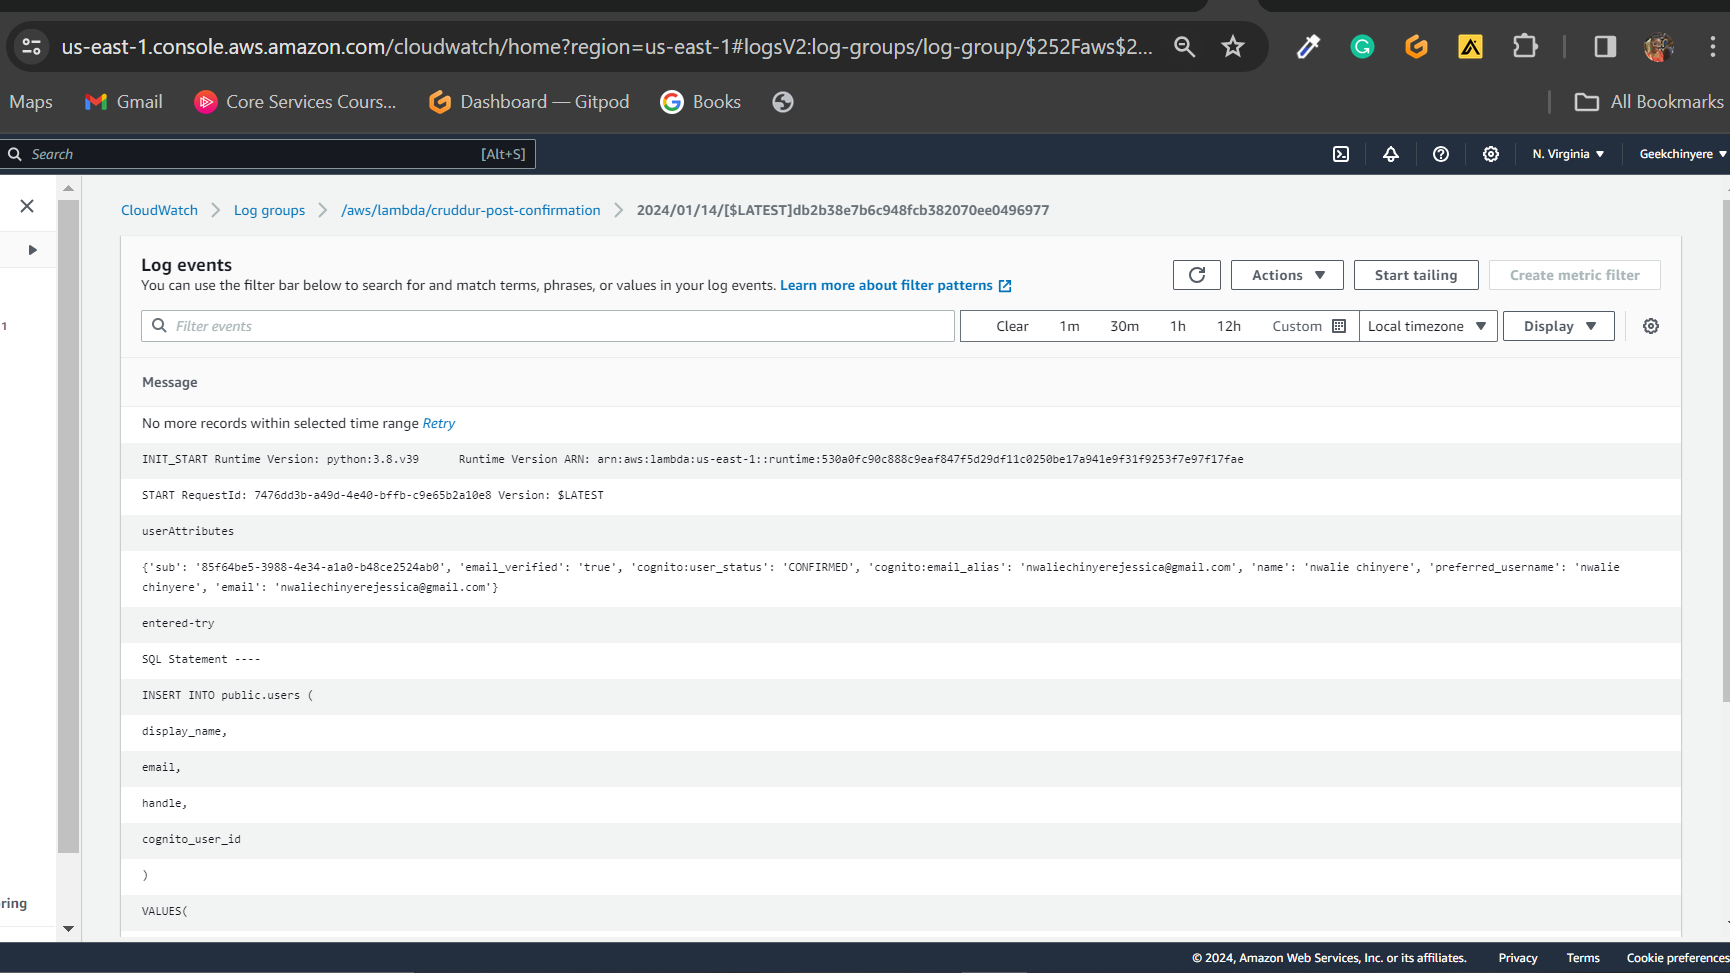 us-east-1.console.aws.amazon.com/cloudwatch/home?region=us-east-1#logsV2:log-groups/log-group/$252Faws$2...
Maps Gmail Core Services Cours... Dashboard — Gitpod Books All Bookmarks
Search [Alt+S] N. Virginia Geekchinyere
CloudWatch Log groups /aws/lambda/cruddur-post-confirmation 2024/01/14/[$LATEST]db2b38e7b6c948fcb382070ee0496977
Log events
You can use the filter bar below to search for and match terms, phrases, or values in your log events. Learn more about filter patterns
Actions Start tailing Create metric filter
Filter events Clear 1m 30m 1h 12h Custom Local timezone Display
1
Message
No more records within selected time range Retry
INIT_START Runtime Version: python:3.8.v39 Runtime Version ARN: arn:aws:lambda:us-east-1::runtime:530a0fc90c888c9eaf847f5d29df11c0250be17a941e9f31f9253f7e97f17fae
START RequestId: 7476dd3b-a49d-4e40-bffb-c9e65b2a10e8 Version: $LATEST
userAttributes
{'sub': '85f64be5-3988-4e34-a1a0-b48ce2524ab0', 'email_verified': 'true', 'cognito:user_status': 'CONFIRMED', 'cognito:email_alias': 'nwaliechinyerejessica@gmail.com', 'name': 'nwalie chinyere', 'preferred_username': 'nwalie
chinyere', 'email': 'nwaliechinyerejessica@gmail.com'}
entered-try
SQL Statement ----
INSERT INTO public.users (
display_name,
email,
handle,
cognito_user_id
)
ring
VALUES(
© 2024, Amazon Web Services, Inc. or its affiliates. Privacy Terms Cookie preferences